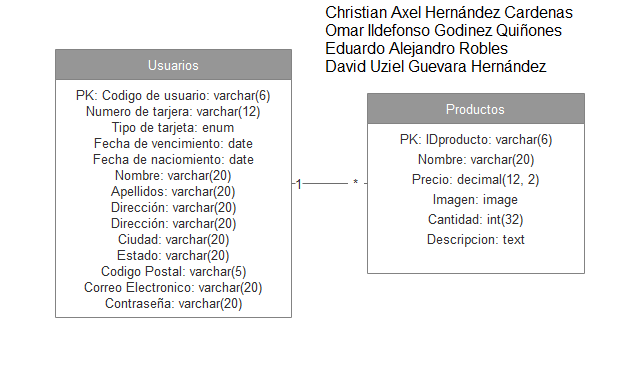 Christian Axel Hernández Cardenas
Omar Ildefonso Godinez Quiñones
Eduardo Alejandro Robles
David Uziel Guevara Hernández
Usuarios
PK: Codigo de usuario: varchar(6)
Numero de tarjera: varchar(12)
Tipo de tarjeta: enum
Fecha de vencimiento: date
Fecha de naciomiento: date
Nombre: varchar(20)
Apellidos: varchar(20)
Dirección: varchar(20)
Dirección: varchar(20)
Ciudad: varchar(20)
Estado: varchar(20)
Codigo Postal: varchar(5)
Correo Electronico: varchar(20)
Contraseña: varchar(20)
1
*
Productos
PK: IDproducto: varchar(6)
Nombre: varchar(20)
Precio: decimal(12, 2)
Imagen: image
Cantidad: int(32)
Descripcion: text